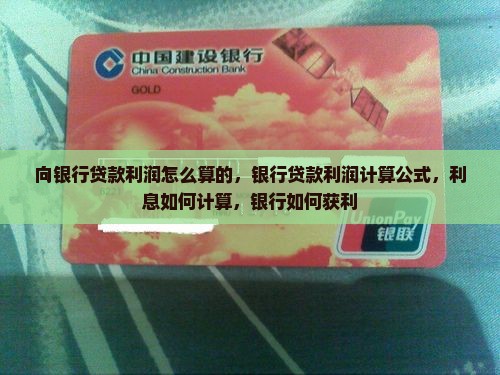 中国建设银行
China Construction Bank
GOLD
向银行贷款利润怎么算的，银行贷款利润计算公式，利
息如何计算，银行如何获利
UnionPay
银联